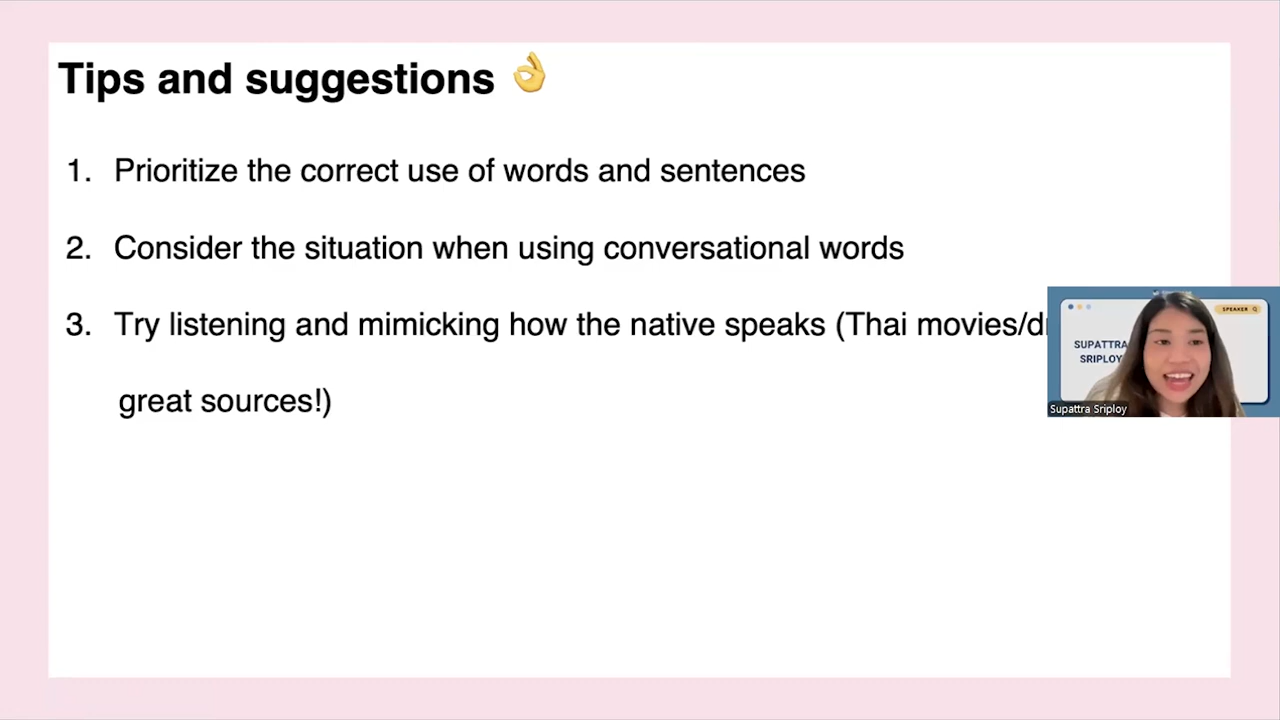 Tips and suggestions 👌
1. Prioritize the correct use of words and sentences
2. Consider the situation when using conversational words
3. Try listening and mimicking how the native speaks (Thai
great sources!)
SPEAKER
SUPATTRA
SRIPLOY
Supattra Sriploy